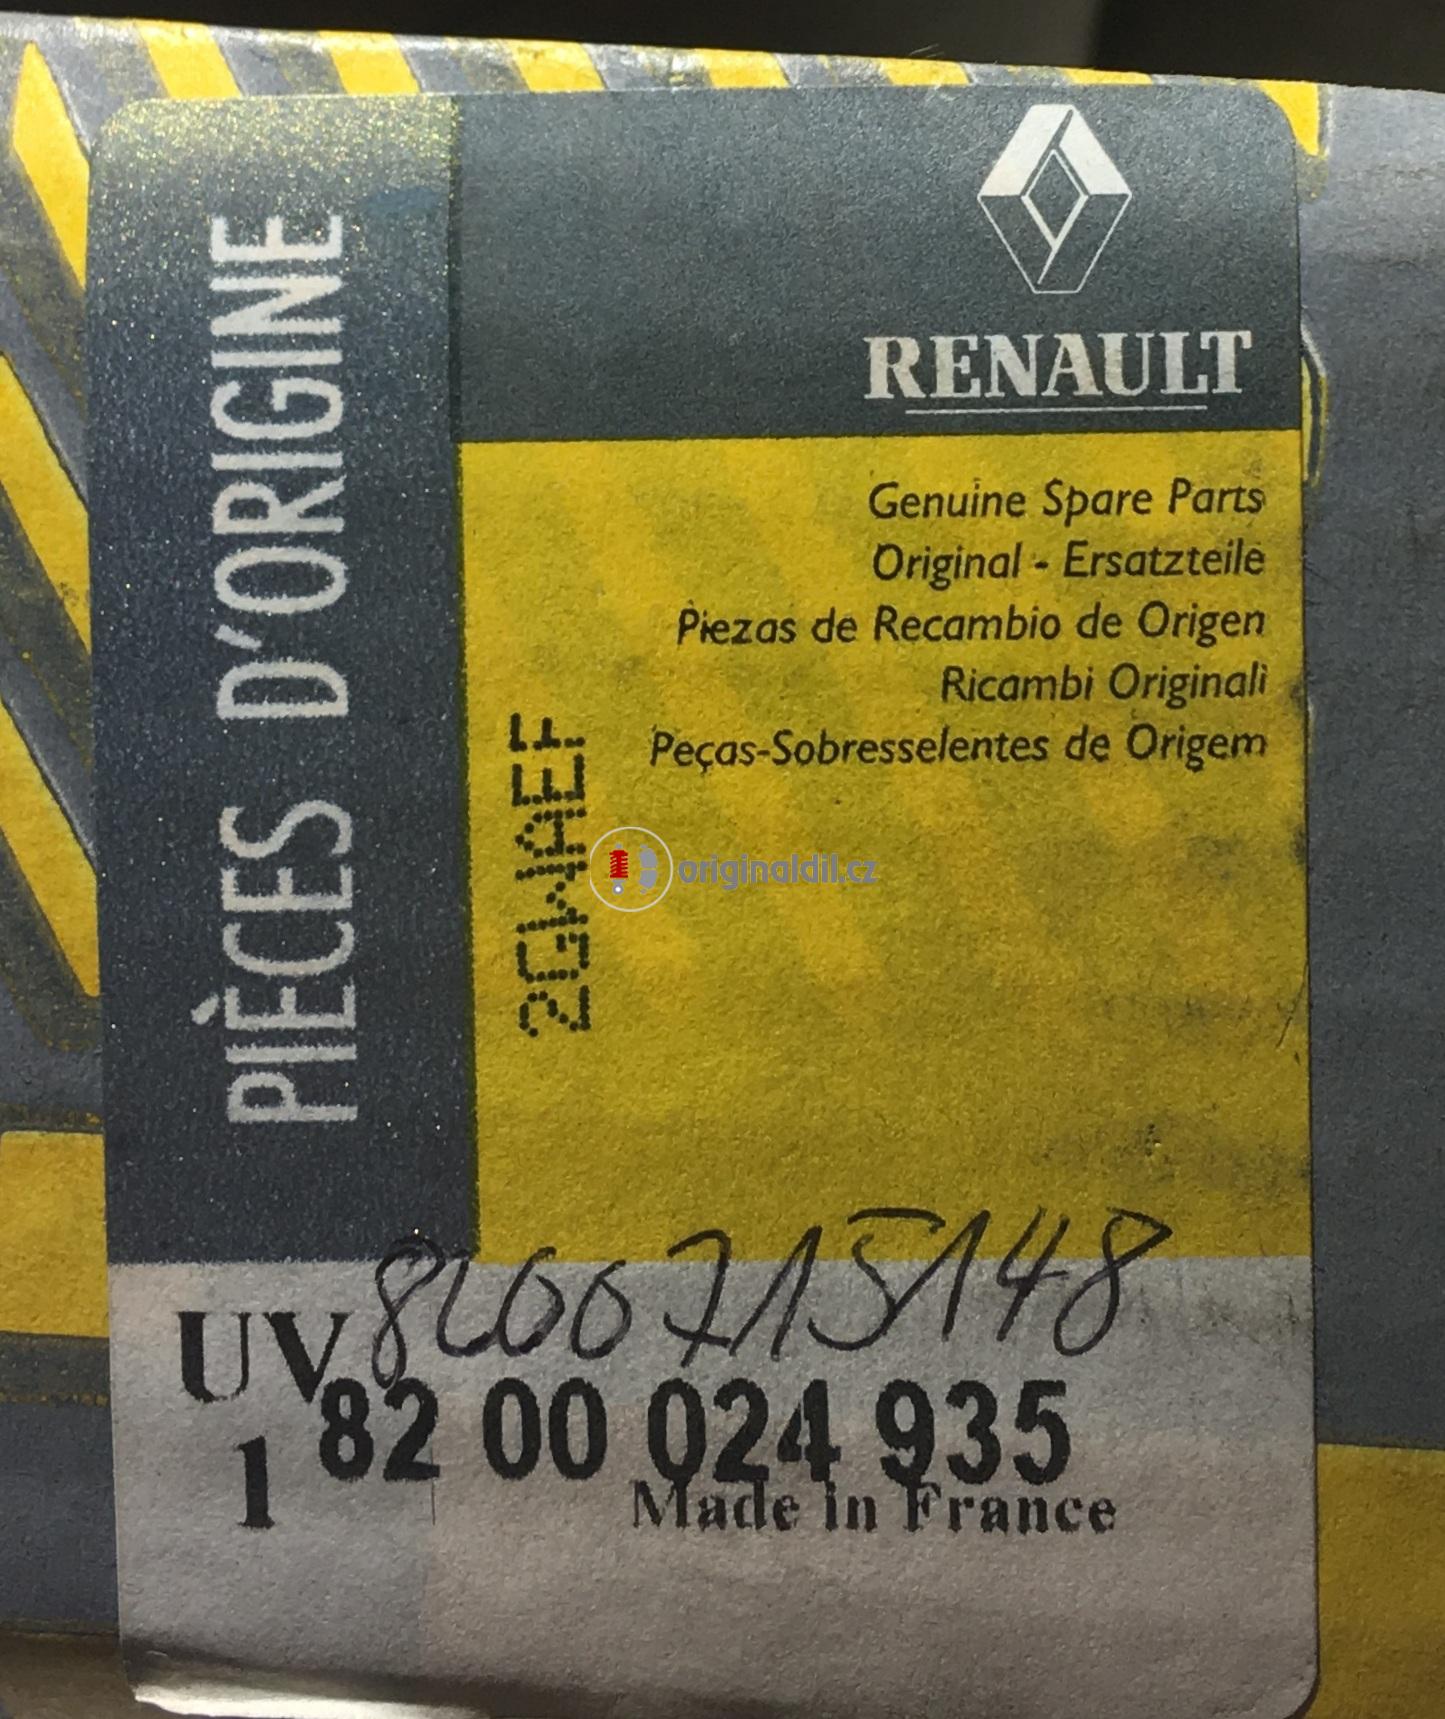 PIÈCES D'ORIGINE
RENAULT
Genuine Spare Parts
Original - Ersatzteile
Piezas de Recambio de Origen
Ricambi Originali
Peças-Sobresselentes de Origem
2GWAEF
originaldil.cz
8200715148
UV
82 00 024 935
1
Made in France